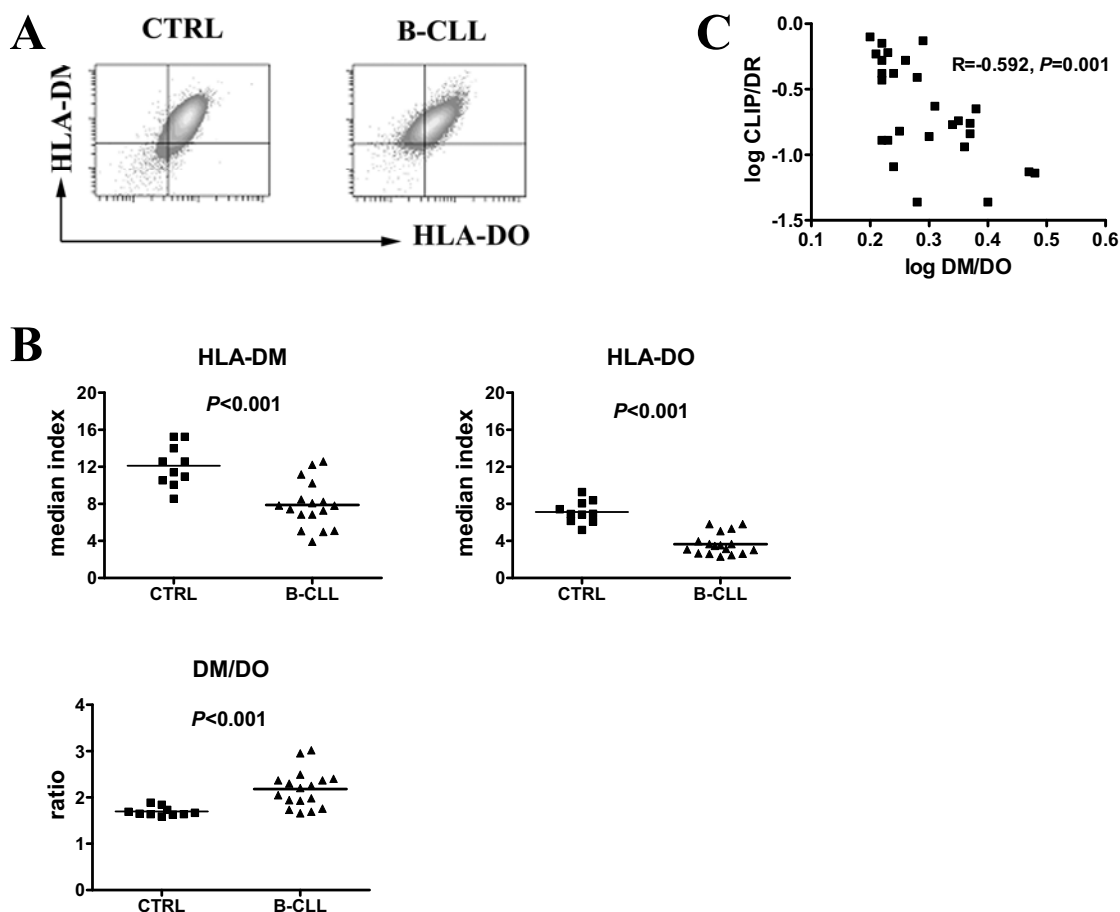 A
CTRL
B-CLL
HLA-DM
HLA-DO
C
0.0
-0.5
-1.0
-1.5
log CLIP/DR
R=-0.592, P=0.001
0.1 0.2 0.3 0.4 0.5 0.6
log DM/DO
B
HLA-DM
P<0.001
20
16
12
8
4
0
median index
CTRL B-CLL
HLA-DO
P<0.001
20
16
12
8
4
0
median index
CTRL B-CLL
DM/DO
P<0.001
4
3
2
1
0
ratio
CTRL B-CLL